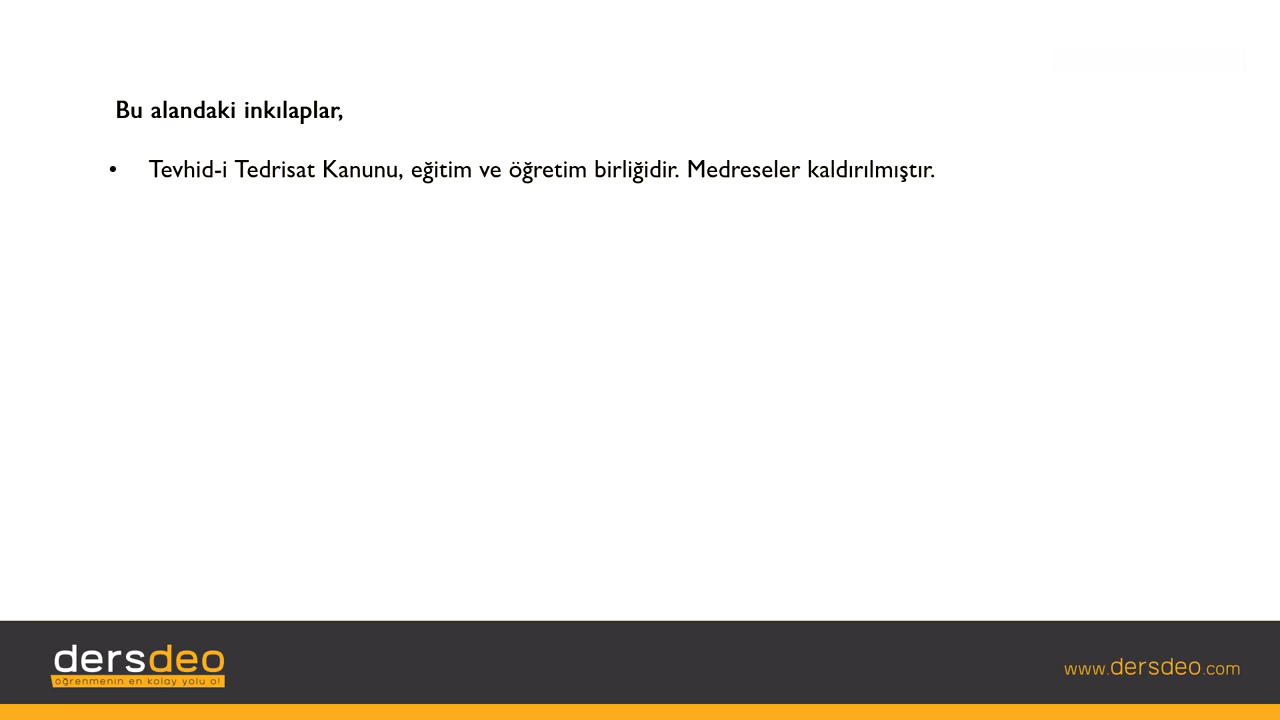 Bu alandaki inkılaplar,
• Tevhid-i Tedrisat Kanunu, eğitim ve öğretim birliğidir. Medreseler kaldırılmıştır.
dersdeo
öğrenmenin en kolay yolu o!
www.dersdeo.com